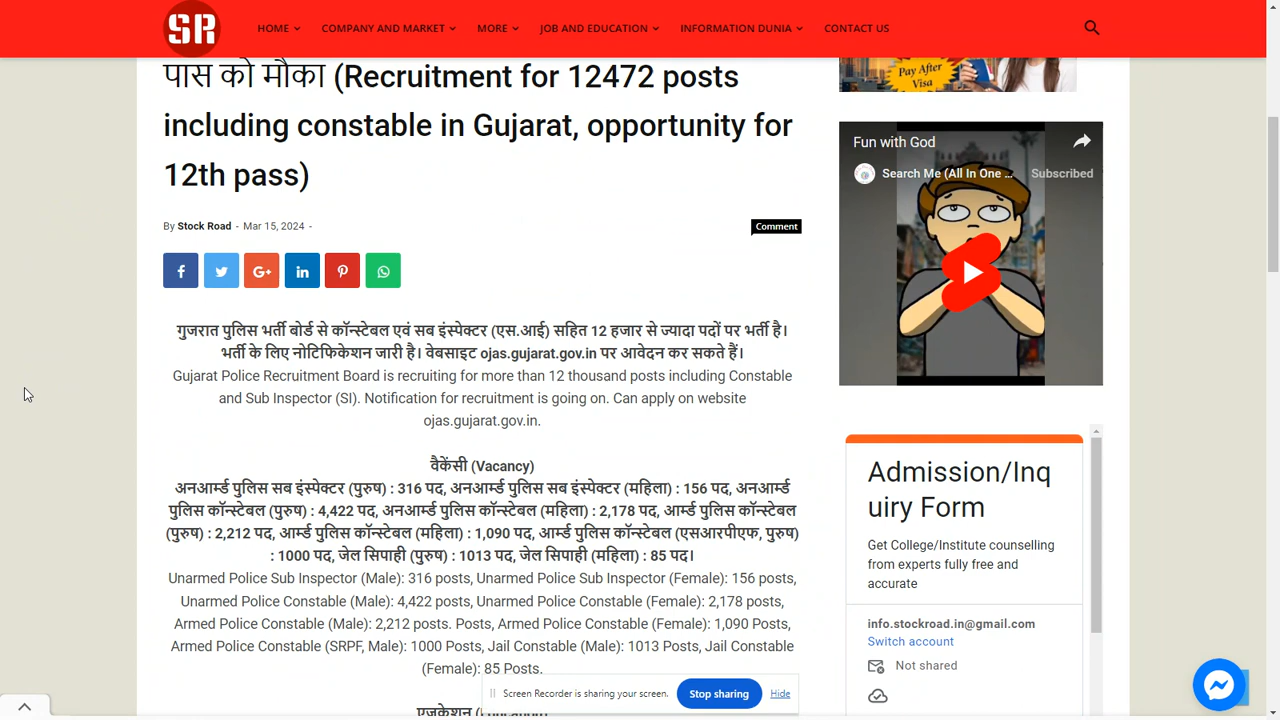 SR
HOME
COMPANY AND MARKET
MORE
JOB AND EDUCATION
INFORMATION DUNIA
CONTACT US
पास को मौका (Recruitment for 12472 posts
including constable in Gujarat, opportunity for
12th pass)
By Stock Road - Mar 15, 2024 -
Comment
गुजरात पुलिस भर्ती बोर्ड से कॉन्स्टेबल एवं सब इंस्पेक्टर (एस.आई) सहित 12 हजार से ज्यादा पदों पर भर्ती है।
भर्ती के लिए नोटिफिकेशन जारी है। वेबसाइट ojas.gujarat.gov.in पर आवेदन कर सकते हैं।
Gujarat Police Recruitment Board is recruiting for more than 12 thousand posts including Constable
and Sub Inspector (SI). Notification for recruitment is going on. Can apply on website
ojas.gujarat.gov.in.
वैकेंसी (Vacancy)
अनआर्म्ड पुलिस सब इंस्पेक्टर (पुरुष) : 316 पद, अनआर्म्ड पुलिस सब इंस्पेक्टर (महिला) : 156 पद, अनआर्म्ड
पुलिस कॉन्स्टेबल (पुरुष) : 4,422 पद, अनआर्म्ड पुलिस कॉन्स्टेबल (महिला) : 2,178 पद, आर्म्ड पुलिस कॉन्स्टेबल
(पुरुष) : 2,212 पद, आर्म्ड पुलिस कॉन्स्टेबल (महिला) : 1,090 पद, आर्म्ड पुलिस कॉन्स्टेबल (एसआरपीएफ, पुरुष)
: 1000 पद, जेल सिपाही (पुरुष) : 1013 पद, जेल सिपाही (महिला) : 85 पद।
Unarmed Police Sub Inspector (Male): 316 posts, Unarmed Police Sub Inspector (Female): 156 posts,
Unarmed Police Constable (Male): 4,422 posts, Unarmed Police Constable (Female): 2,178 posts,
Armed Police Constable (Male): 2,212 posts. Posts, Armed Police Constable (Female): 1,090 Posts,
Armed Police Constable (SRPF, Male): 1000 Posts, Jail Constable (Male): 1013 Posts, Jail Constable
(Female): 85 Posts.
Pay After
Visa
Fun with God
Search Me (All In One ...
Subscribed
Admission/Inq
uiry Form
Get College/Institute counselling
from experts fully free and
accurate
info.stockroad.in@gmail.com
Switch account
Not shared
Screen Recorder is sharing your screen.
Stop sharing
Hide